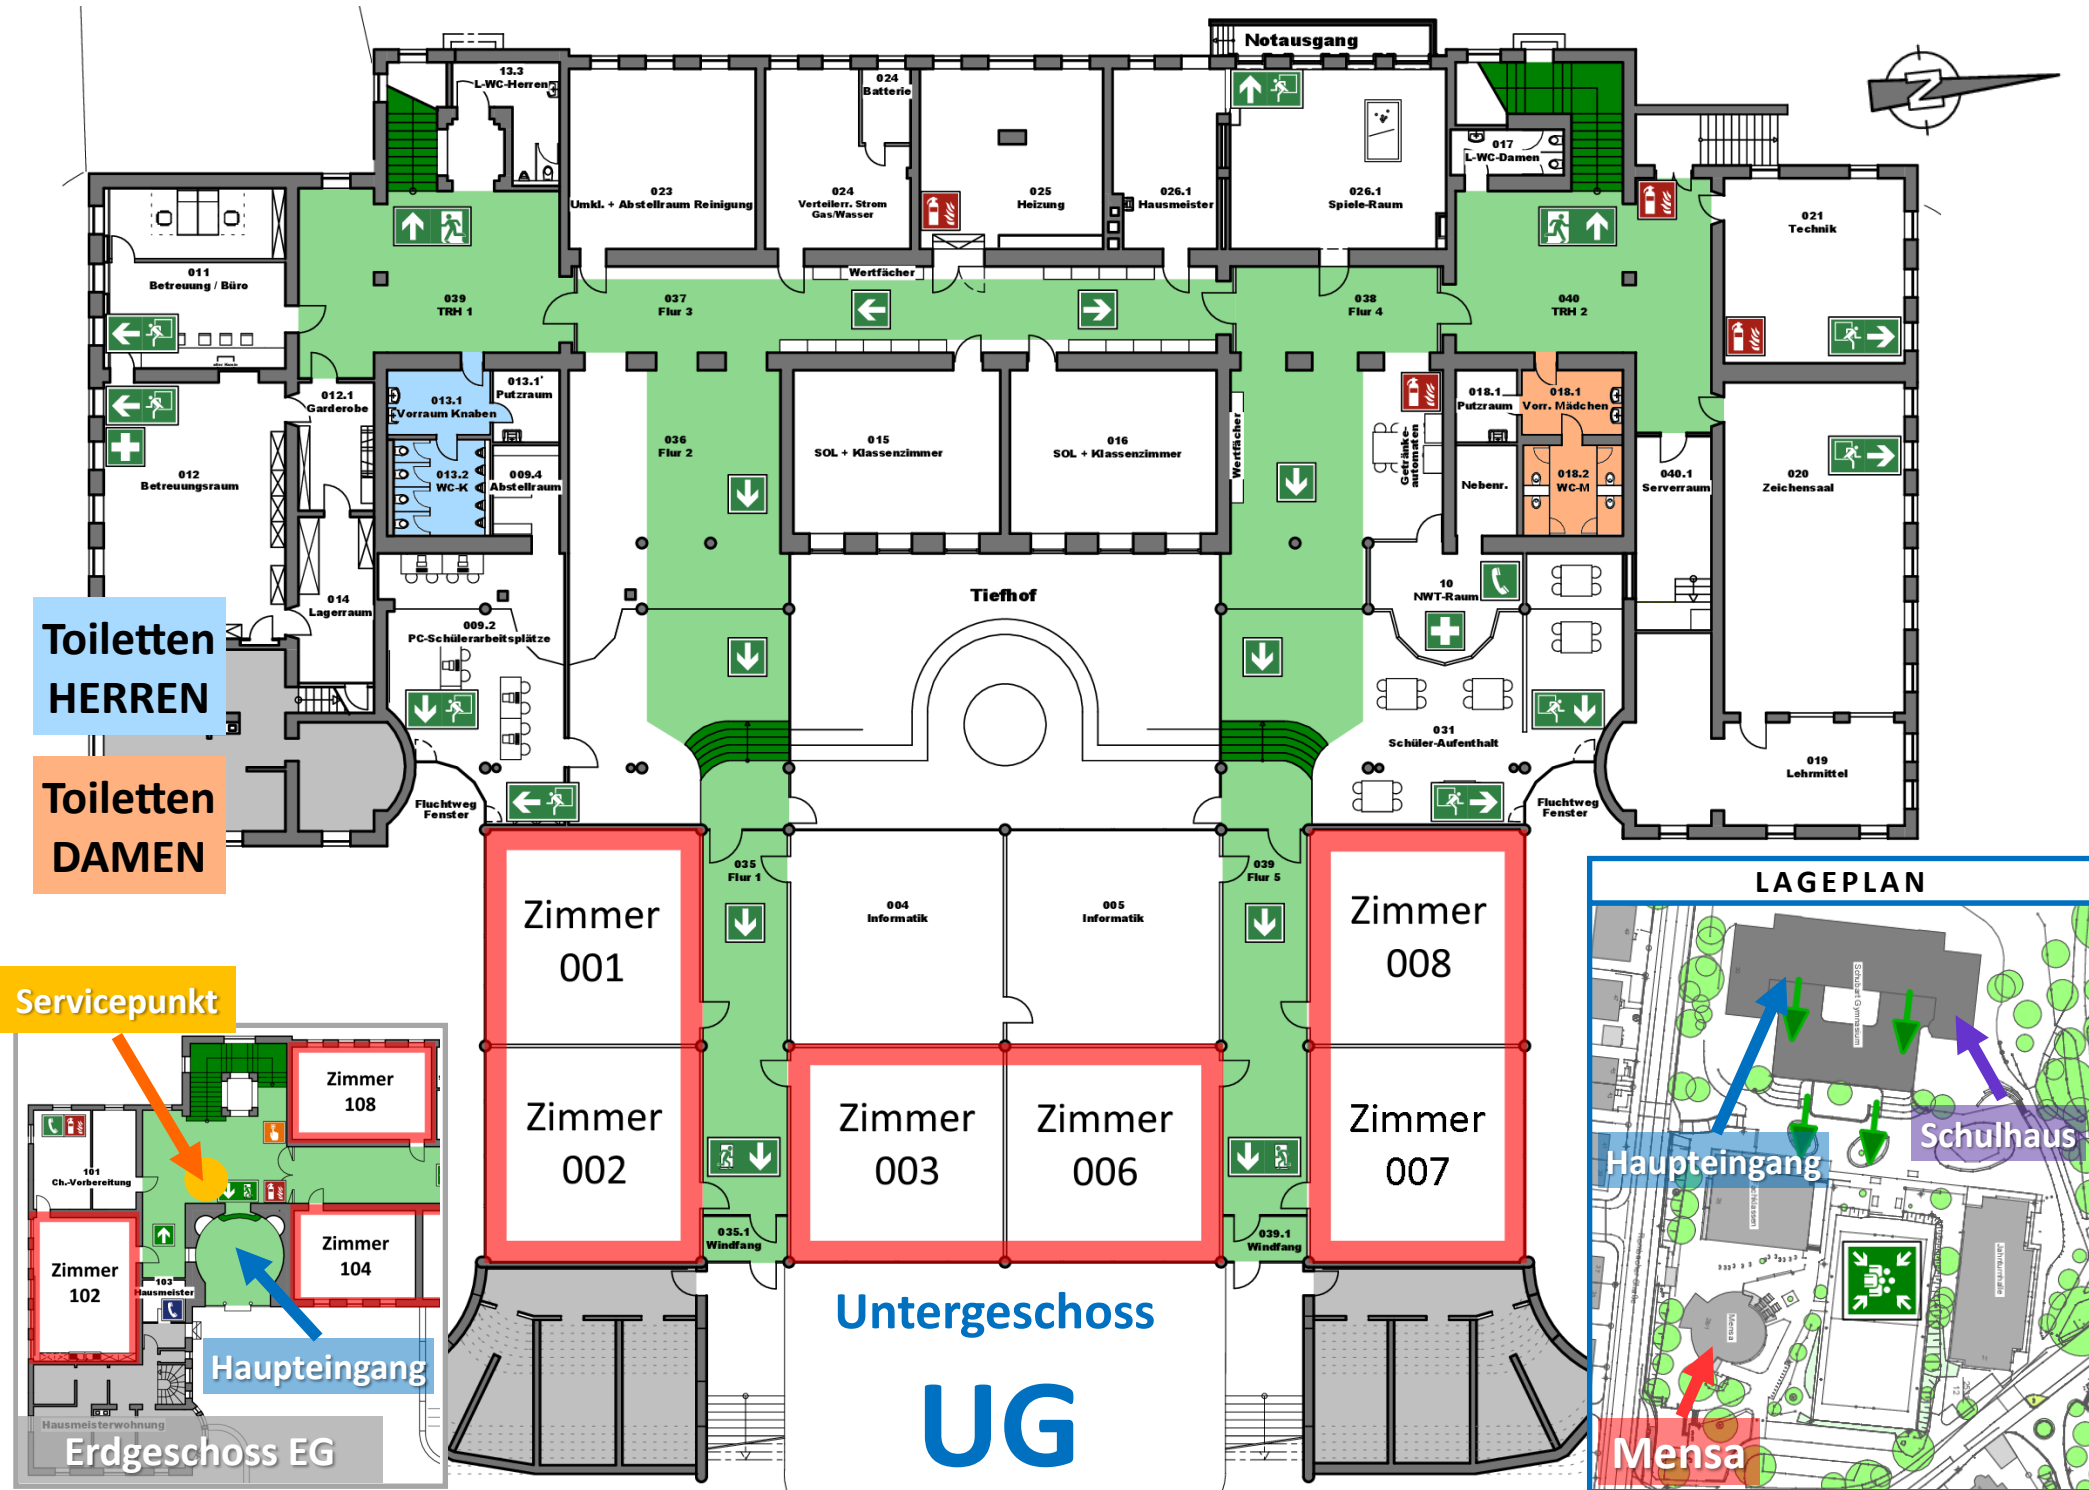 Notausgang
13.3
L-WC-Herren
024
Batterie
017
L-WC-Damen
023
Umkl. + Abstellraum Reinigung
024
Verteilerr. Strom
Gas/Wasser
025
Heizung
026.1
Hausmeister
026.1
Spiele-Raum
021
Technik
011
Betreuung / Büro
Wertfächer
039
TRH 1
037
Flur 3
038
Flur 4
040
TRH 2
012.1
Garderobe
013.1
Vorraum Knaben
013.1'
Putzraum
018.1
Putzraum
018.1
Vorr. Mädchen
036
Flur 2
015
SOL + Klassenzimmer
016
SOL + Klassenzimmer
Wertfächer
Getränke-
automaten
012
Betreuungsraum
013.2
WC-K
009.4
Abstellraum
Nebenr.
018.2
WC-M
040.1
Serverraum
020
Zeichensaal
Tiefhof
014
Lagerraum
10
NWT-Raum
009.2
PC-Schülerarbeitsplätze
Toiletten
HERREN
031
Schüler-Aufenthalt
019
Lehrmittel
Toiletten
DAMEN
Fluchtweg
Fenster
Fluchtweg
Fenster
035
Flur 1
039
Flur 5
004
Informatik
005
Informatik
Zimmer
001
Zimmer
008
Zimmer
002
Zimmer
003
Zimmer
006
Zimmer
007
035.1
Windfang
039.1
Windfang
Untergeschoss
UG
Servicepunkt
Zimmer
108
101
Ch.-Vorbereitung
Zimmer
102
103
Hausmeister
Zimmer
104
Haupteingang
Hausmeisterwohnung
Erdgeschoss EG
LAGEPLAN
Schubart Gymnasium
Schulhaus
Haupteingang
Jahnturnhalle
Mensa
Mensa